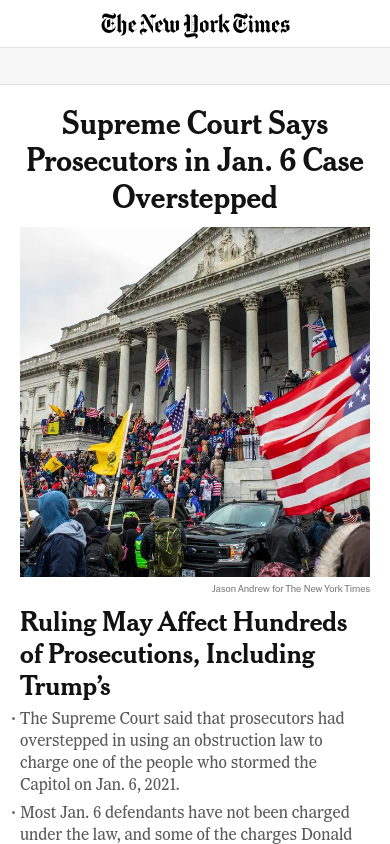 The New York Times
Supreme Court Says
Prosecutors in Jan. 6 Case
Overstepped
Jason Andrew for The New York Times
Ruling May Affect Hundreds
of Prosecutions, Including
Trump’s
• The Supreme Court said that prosecutors had
overstepped in using an obstruction law to
charge one of the people who stormed the
Capitol on Jan. 6, 2021.
• Most Jan. 6 defendants have not been charged
under the law, and some of the charges Donald